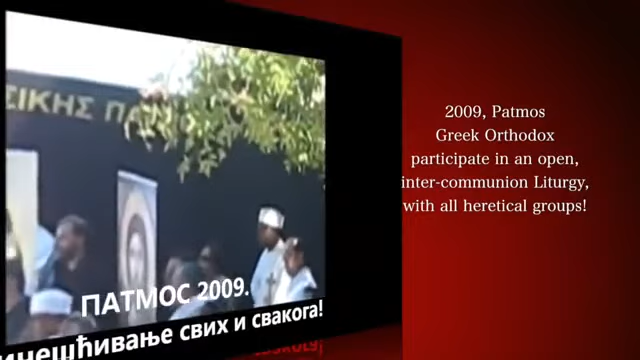 ПАТМОС 2009.
свих и свакога!
2009, Patmos
Greek Orthodox
participate in an open,
inter-communion Liturgy,
with all heretical groups!